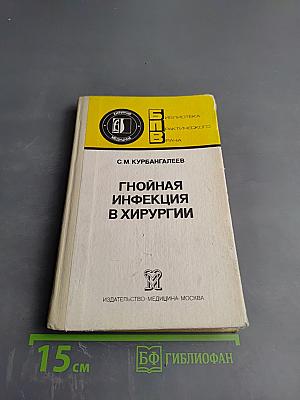 БИБЛИОТЕКА
ПРАКТИЧЕСКОГО
ВРАЧА
С.М.КУРБАНГАЛЕЕВ
ГНОЙНАЯ
ИНФЕКЦИЯ
В ХИРУРГИИ
ИЗДАТЕЛЬСТВО·МЕДИЦИНА·МОСКВА
15 см
БФ ГИБЛИОФАН